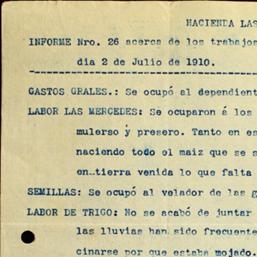 HACIENDA LAS
INFORME Nro. 26 acerca de los trabajos
dia 2 de Julio de 1910.
GASTOS GRALES.: Se ocupó al dependient
LABOR LAS MERCEDES: Se ocuparon á los
mulerso y presero. Tanto en es
naciendo todo el maiz que se s
en tierra venida lo que falta
SEMILLAS: Se ocupó al velador de las g
LABOR DE TRIGO: No se acabó de juntar
las lluvias han sido frecuente
cinarse por que estaba mojado.